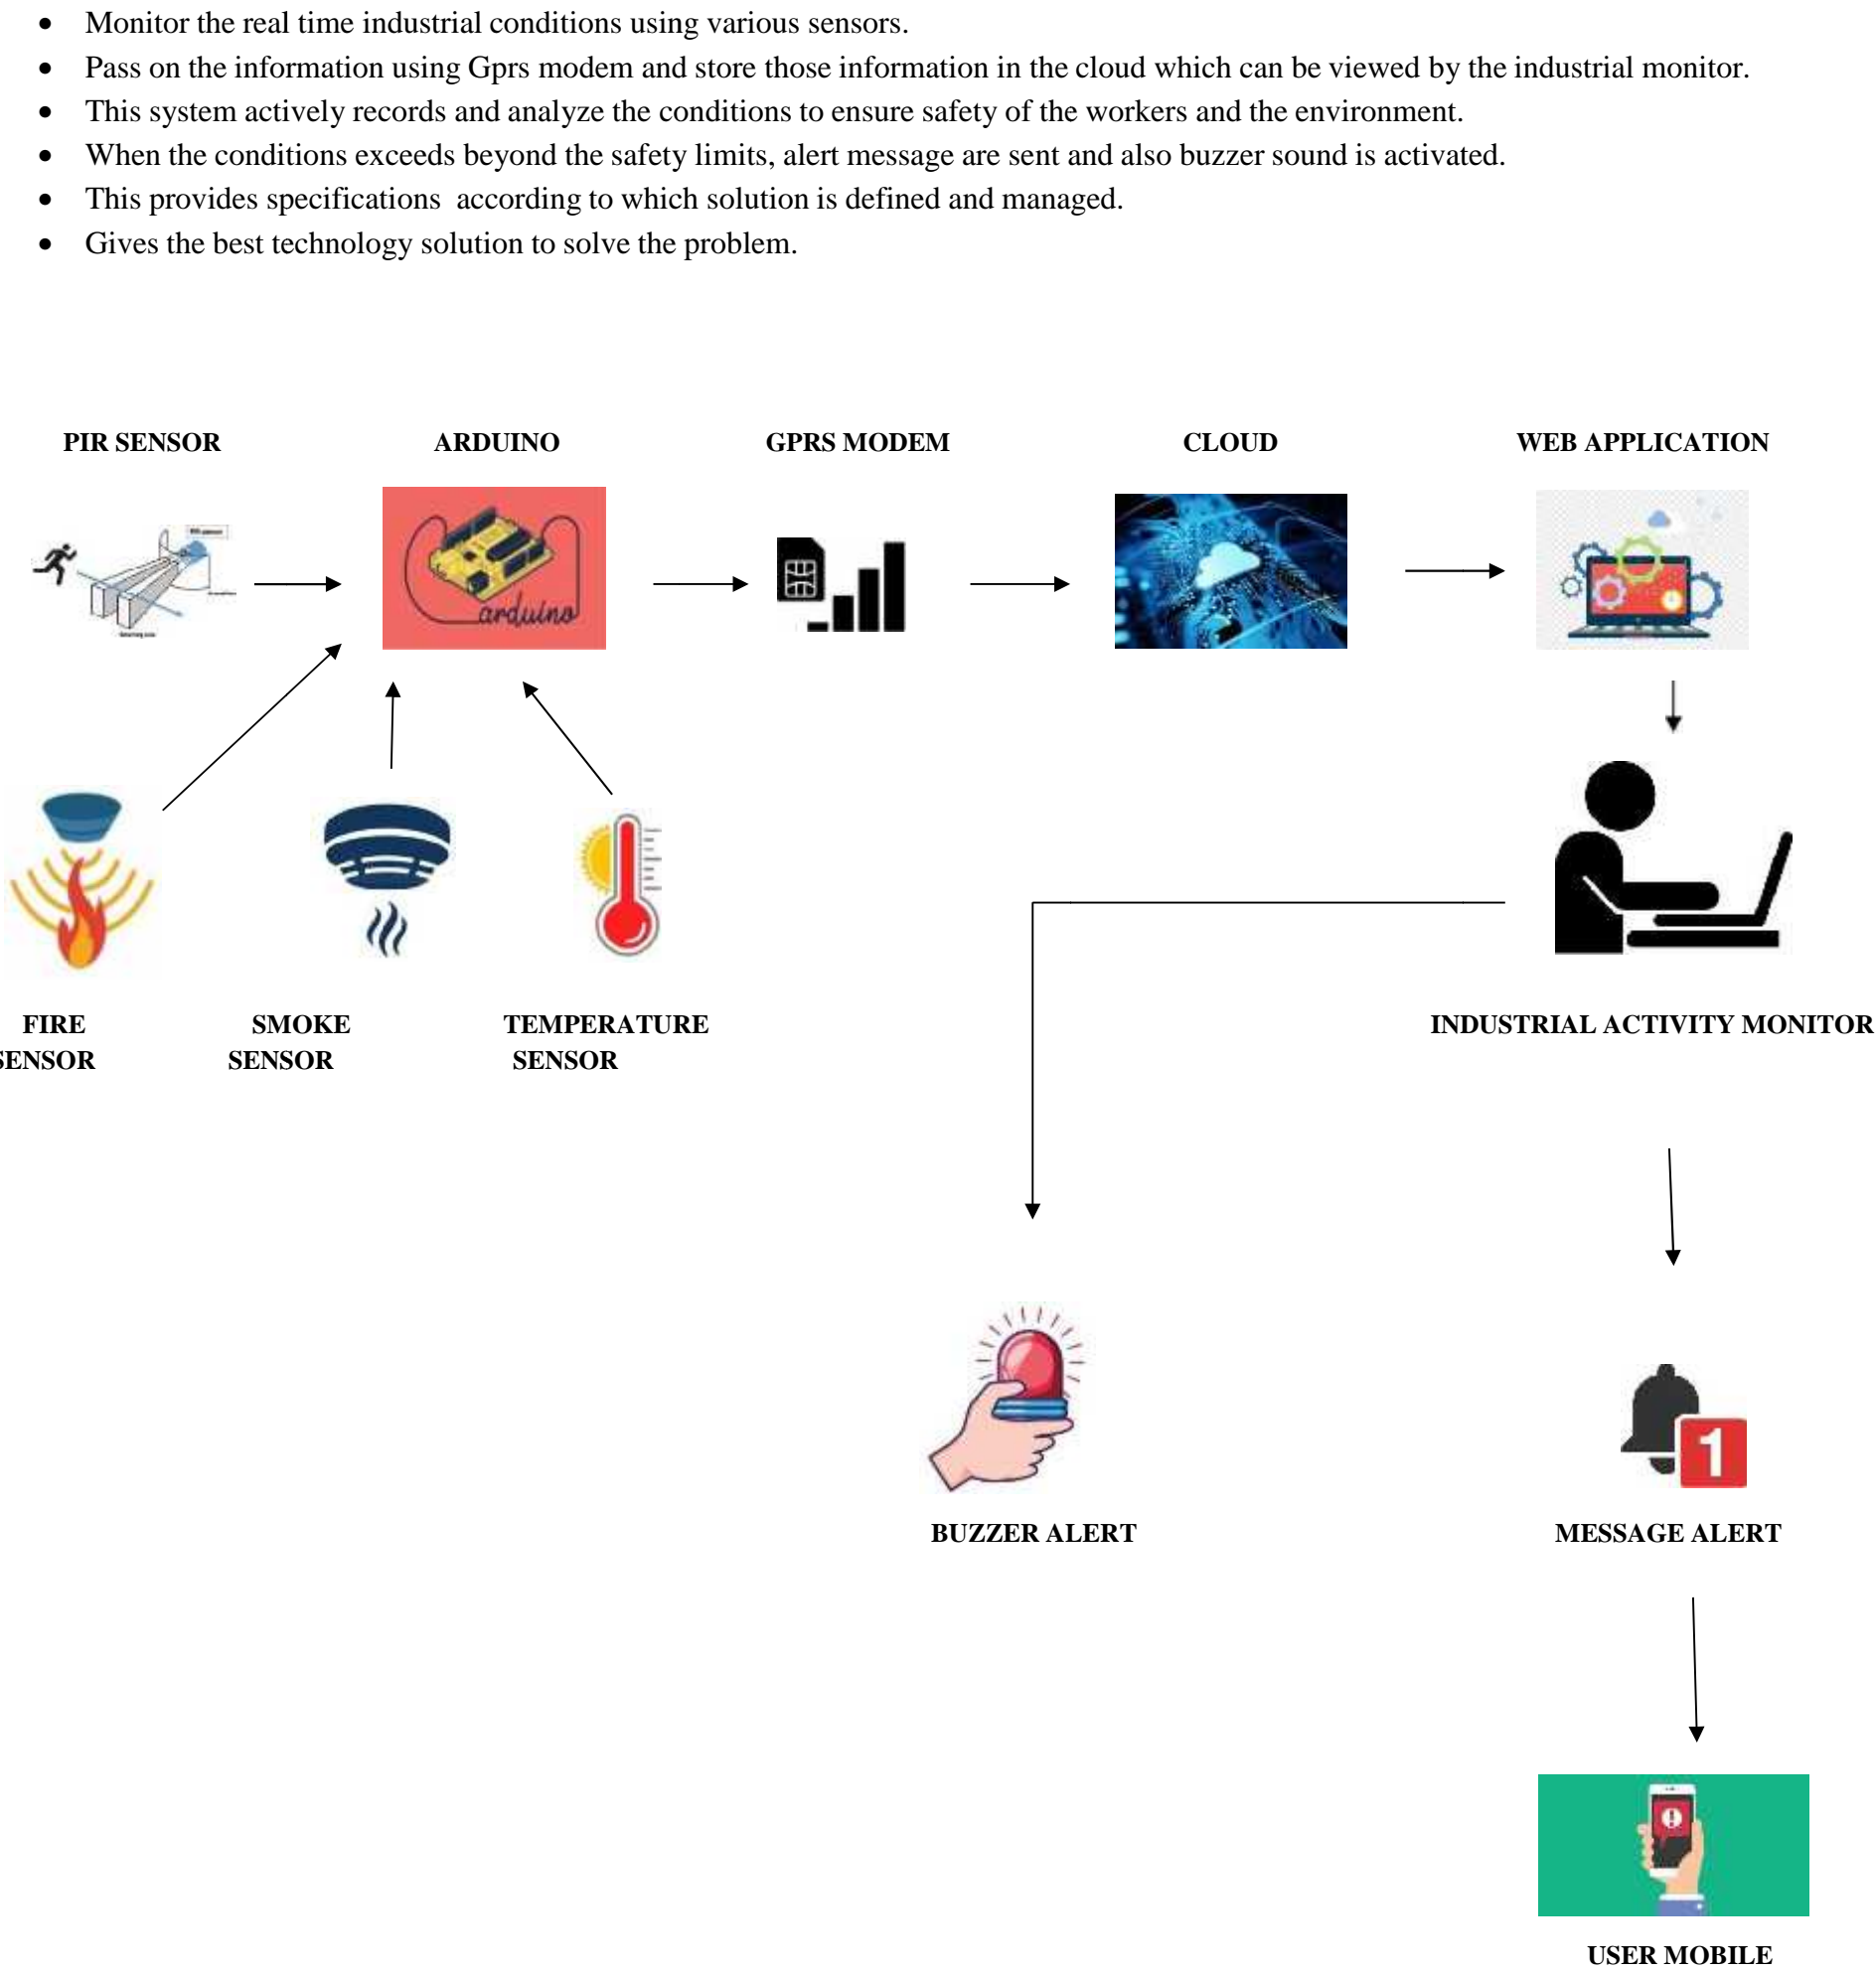 • Monitor the real time industrial conditions using various sensors.
• Pass on the information using Gprs modem and store those information in the cloud which can be viewed by the industrial monitor.
• This system actively records and analyze the conditions to ensure safety of the workers and the environment.
• When the conditions exceeds beyond the safety limits, alert message are sent and also buzzer sound is activated.
• This provides specifications  according to which solution is defined and managed.
• Gives the best technology solution to solve the problem.
PIR SENSOR
ARDUINO
GPRS MODEM
CLOUD
WEB APPLICATION
arduino
FIRE
SENSOR
SMOKE
SENSOR
TEMPERATURE
SENSOR
INDUSTRIAL ACTIVITY MONITOR
1
BUZZER ALERT
MESSAGE ALERT
!
USER MOBILE